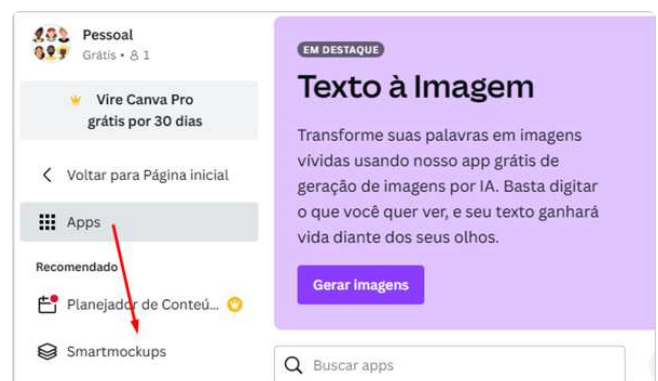 Pessoal
Grátis • 1
Vire Canva Pro
grátis por 30 dias
Voltar para Página inicial
Apps
Recomendado
Planejador de Conteú...
Smartmockups
EM DESTAQUE
Texto à Imagem
Transforme suas palavras em imagens
vívidas usando nosso app grátis de
geração de imagens por IA. Basta digitar
o que você quer ver, e seu texto ganhará
vida diante dos seus olhos.
Gerar imagens
Buscar apps